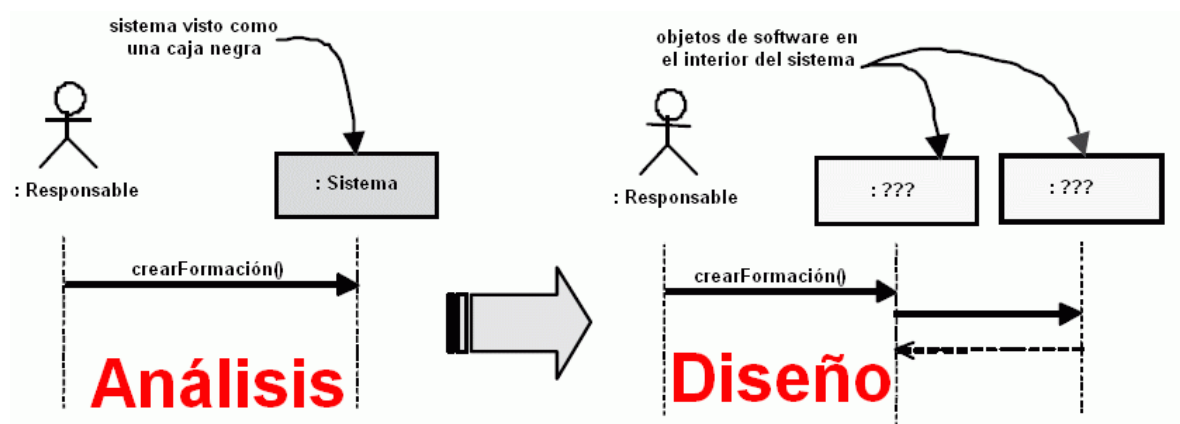 sistema visto como
una caja negra
: Responsable
: Sistema
crearFormación()
Análisis
objetos de software en
el interior del sistema
: Responsable
: ???
: ???
crearFormación()
Diseño